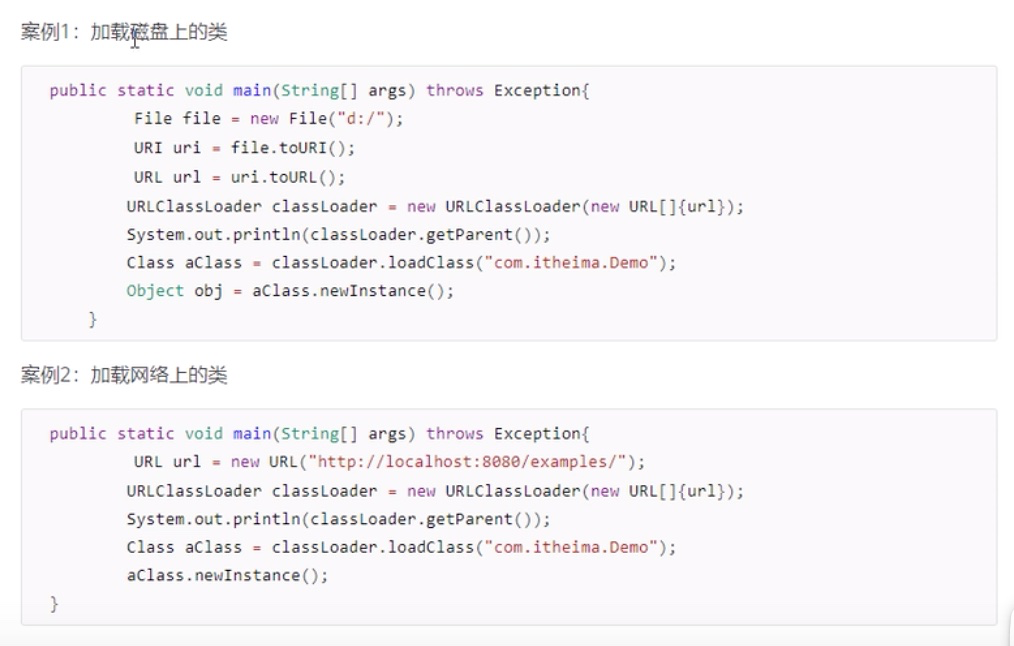 案例1：加载磁盘上的类
public static void main(String[] args) throws Exception{
File file = new File("d:/");
URI uri = file.toURI();
URL url = uri.toURL();
URLClassLoader classLoader = new URLClassLoader(new URL[]{url});
System.out.println(classLoader.getParent());
Class aClass = classLoader.loadClass("com.itheima.Demo");
Object obj = aClass.newInstance();
}
案例2：加载网络上的类
public static void main(String[] args) throws Exception{
URL url = new URL("http://localhost:8080/examples/");
URLClassLoader classLoader = new URLClassLoader(new URL[]{url});
System.out.println(classLoader.getParent());
Class aClass = classLoader.loadClass("com.itheima.Demo");
aClass.newInstance();
}